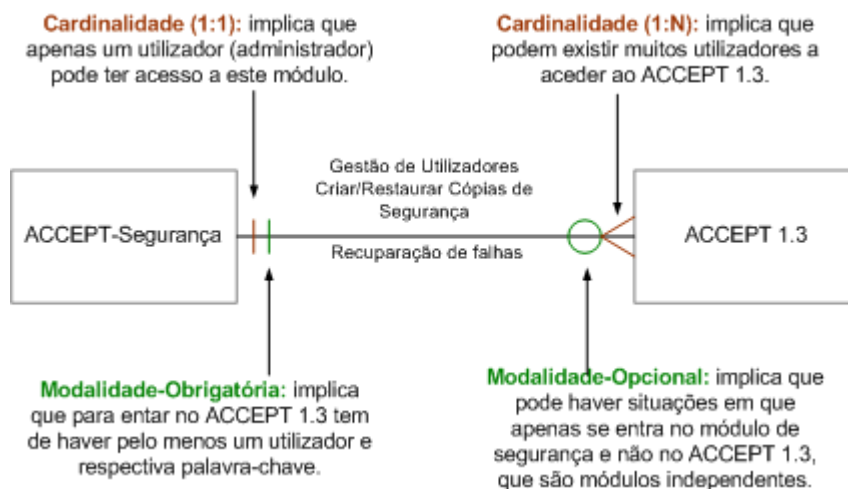 Cardinalidade (1:1): implica que
apenas um utilizador (administrador)
pode ter acesso a este módulo.
Cardinalidade (1:N): implica que
podem existir muitos utilizadores a
aceder ao ACCEPT 1.3.
Gestão de Utilizadores
Criar/Restaurar Cópias de
Segurança
ACCEPT-Segurança
ACCEPT 1.3
Recuparação de falhas
Modalidade-Obrigatória: implica
que para entar no ACCEPT 1.3 tem
de haver pelo menos um utilizador e
respectiva palavra-chave.
Modalidade-Opcional: implica que
pode haver situações em que
apenas se entra no módulo de
segurança e não no ACCEPT 1.3,
que são módulos independentes.